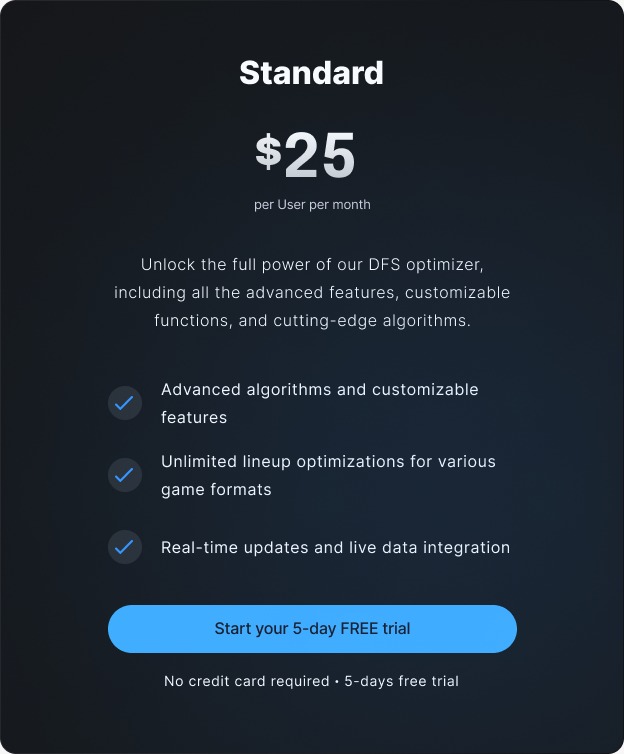 Standard
$25
per User per month
Unlock the full power of our DFS optimizer,
including all the advanced features, customizable
functions, and cutting-edge algorithms.
Advanced algorithms and customizable
features
Unlimited lineup optimizations for various
game formats
Real-time updates and live data integration
Start your 5-day FREE trial
No credit card required • 5-days free trial